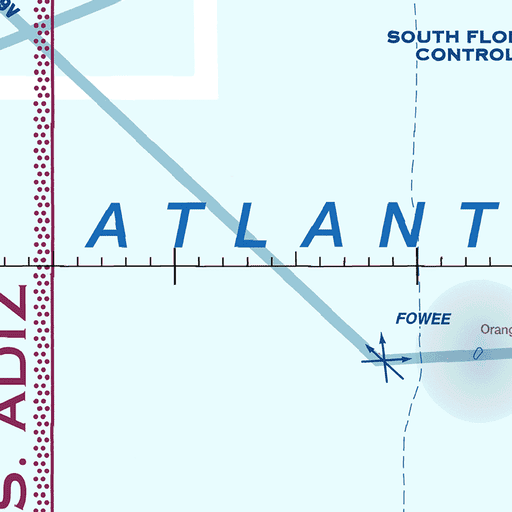 SOUTH FLO
CONTROL
ATLANT
FOWEE
Orang
S. ADIZ